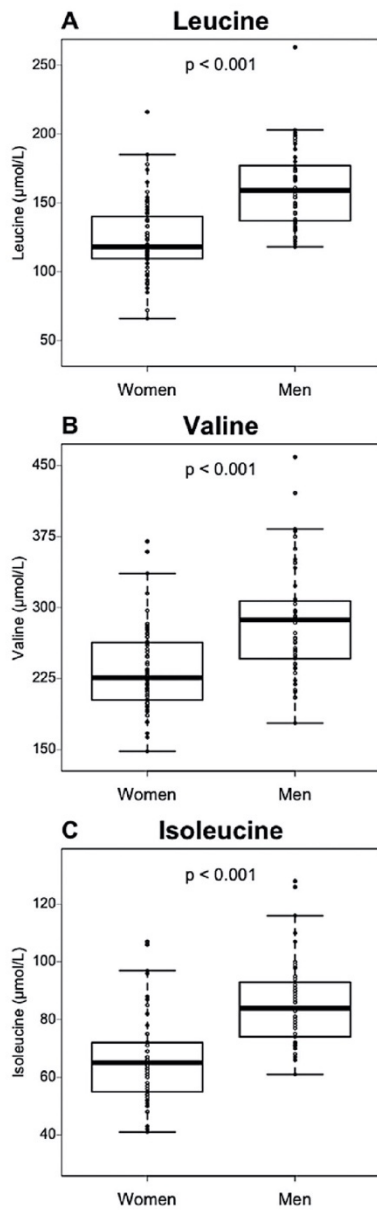 A Leucine
p < 0.001
Leucine (µmol/L)
250
200
150
100
50
Women Men
B Valine
p < 0.001
Valine (µmol/L)
450
375
300
225
150
Women Men
C Isoleucine
p < 0.001
Isoleucine (µmol/L)
120
100
80
60
40
Women Men